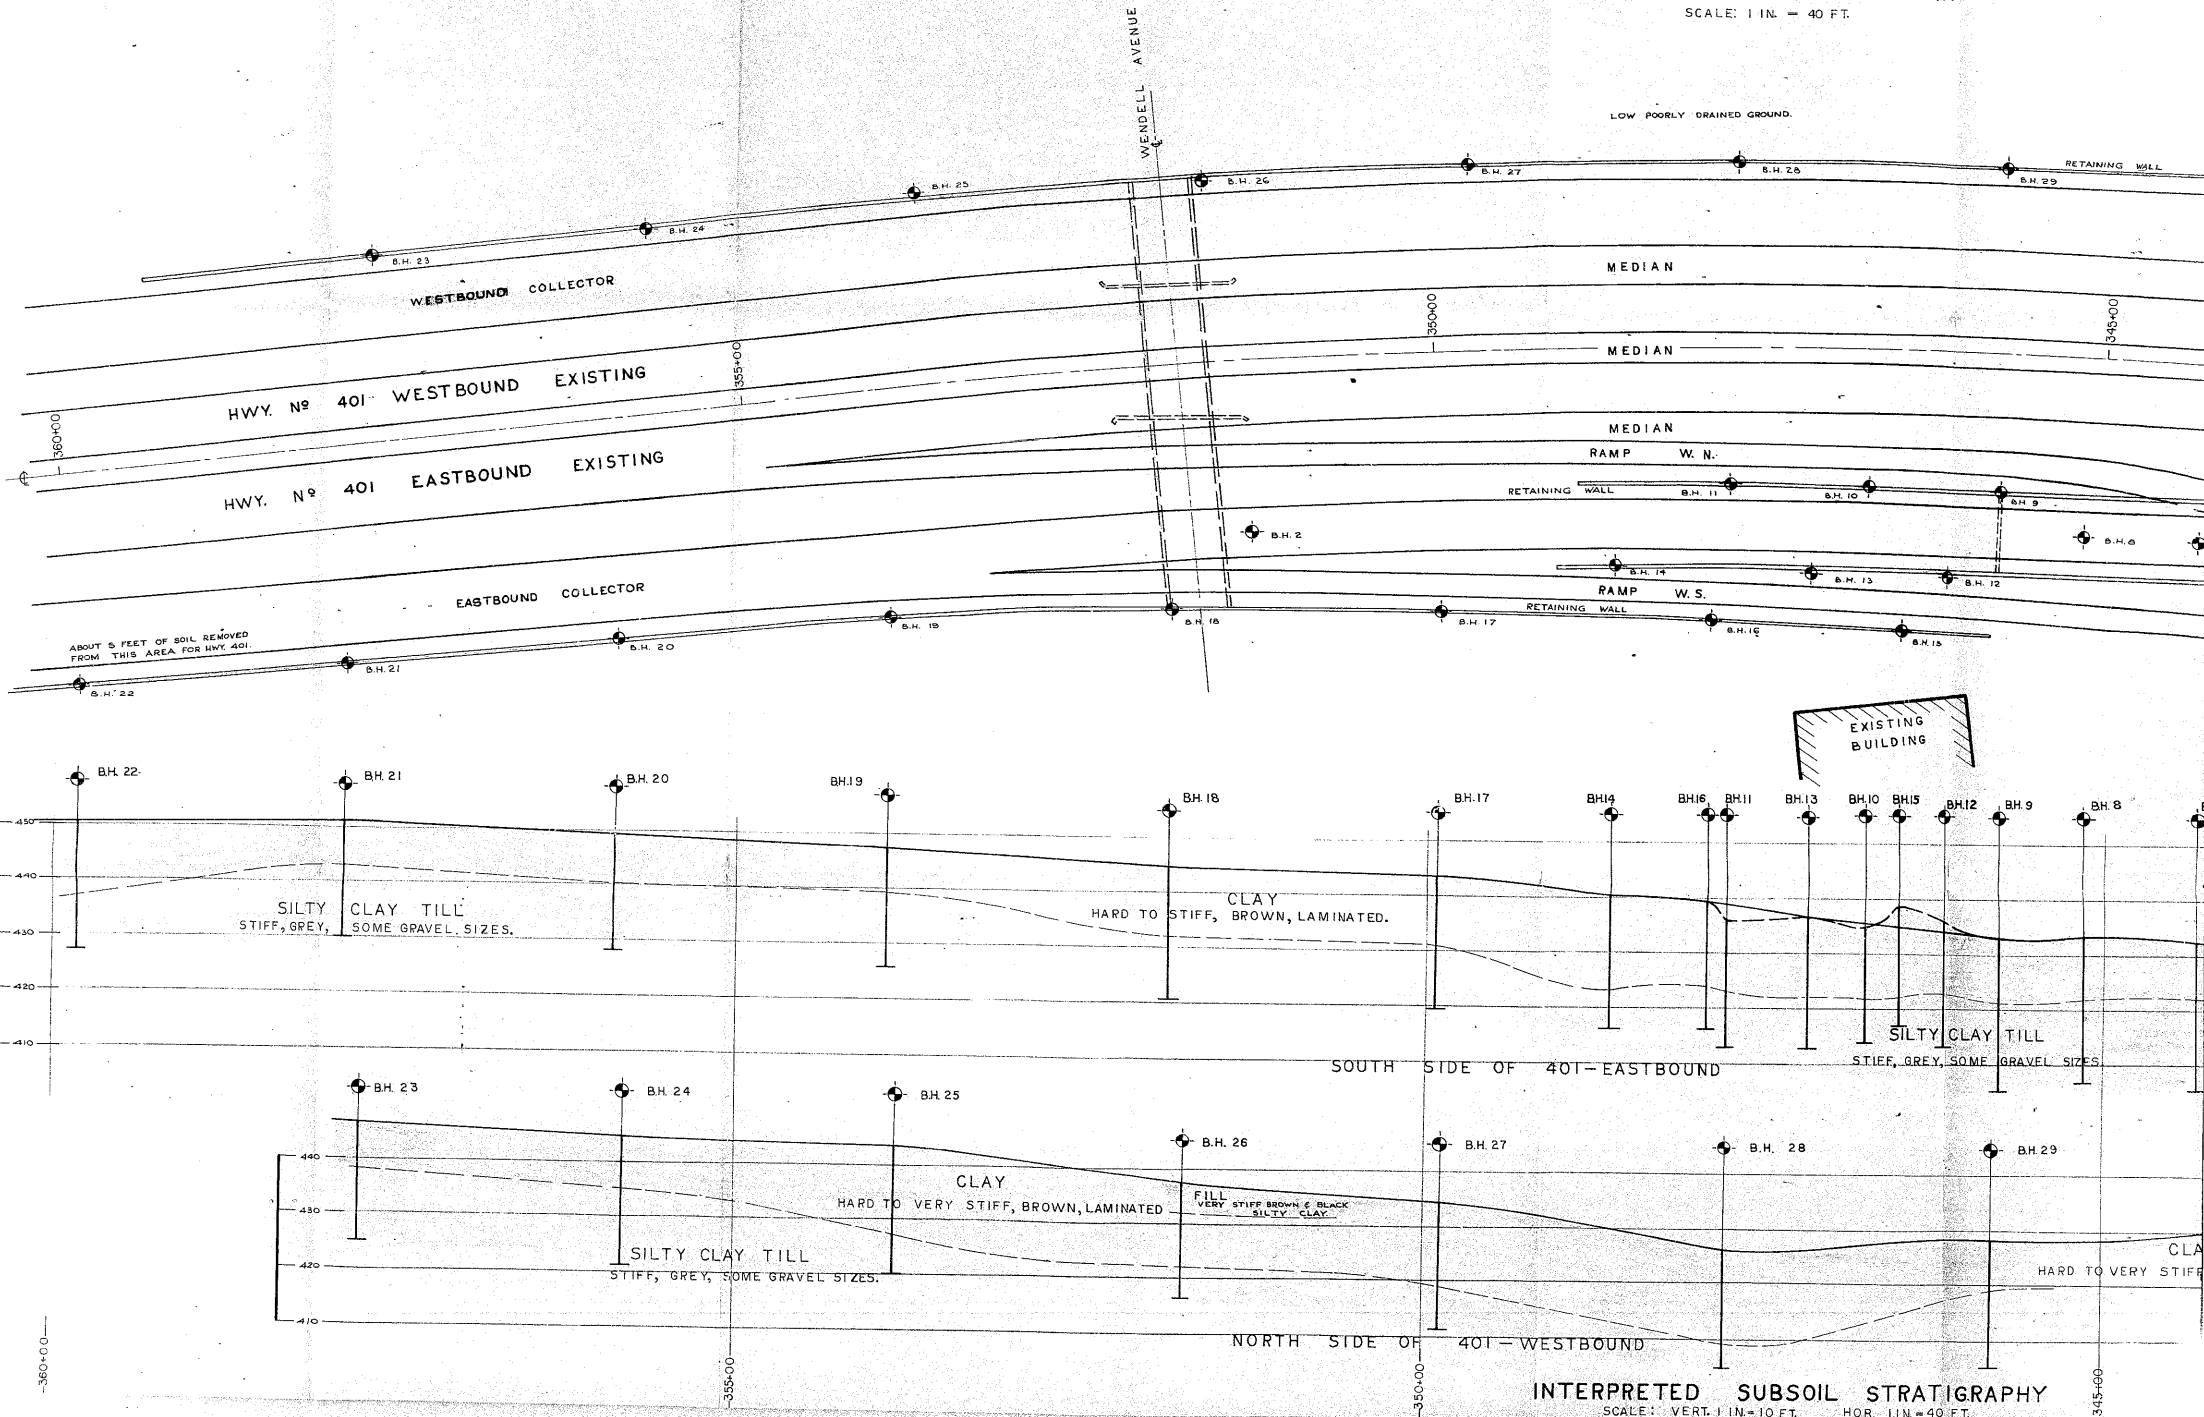 SCALE: 1 IN. = 40 FT.
WENDELL AVENUE
℄
LOW POORLY DRAINED GROUND.
B.H. 25
B.H. 26
B.H. 27
B.H. 28
B.H. 29
RETAINING WALL
B.H. 24
B.H. 23
WESTBOUND COLLECTOR
MEDIAN
355+00
350+00
345+00
MEDIAN
HWY. Nº 401 WESTBOUND EXISTING
360+00
℄
HWY. Nº 401 EASTBOUND EXISTING
MEDIAN
RAMP W. N.
RETAINING WALL
B.H. 11
B.H. 10
B.H. 9
B.H. 2
B.H. 8
B.H. 14
B.H. 13
B.H. 12
EASTBOUND COLLECTOR
RAMP W. S.
RETAINING WALL
B.H. 19
B.H. 18
B.H. 17
B.H. 16
B.H. 15
ABOUT 5 FEET OF SOIL REMOVED
FROM THIS AREA FOR HWY. 401.
B.H. 20
B.H. 21
B.H. 22
EXISTING
BUILDING
B.H. 22
B.H. 21
B.H. 20
B.H. 19
B.H. 18
B.H. 17
B.H. 14
B.H. 16
B.H. 11
B.H. 13
B.H. 10
B.H. 15
B.H. 12
B.H. 9
B.H. 8
450
440
430
420
410
SILTY CLAY TILL
STIFF, GREY, SOME GRAVEL SIZES.
CLAY
HARD TO STIFF, BROWN, LAMINATED.
SILTY CLAY TILL
STIFF, GREY, SOME GRAVEL SIZES
SOUTH SIDE OF 401-EASTBOUND
B.H. 23
B.H. 24
B.H. 25
B.H. 26
B.H. 27
B.H. 28
B.H. 29
440
430
420
410
CLAY
HARD TO VERY STIFF, BROWN, LAMINATED
FILL
VERY STIFF BROWN & BLACK
SILTY CLAY.
SILTY CLAY TILL
STIFF, GREY, SOME GRAVEL SIZES.
CLA
HARD TO VERY STIFF
NORTH SIDE OF 401-WESTBOUND
360+00
355+00
350+00
345+00
INTERPRETED SUBSOIL STRATIGRAPHY
SCALE: VERT. 1 IN.=10 FT. HOR. 1 IN.=40 FT.